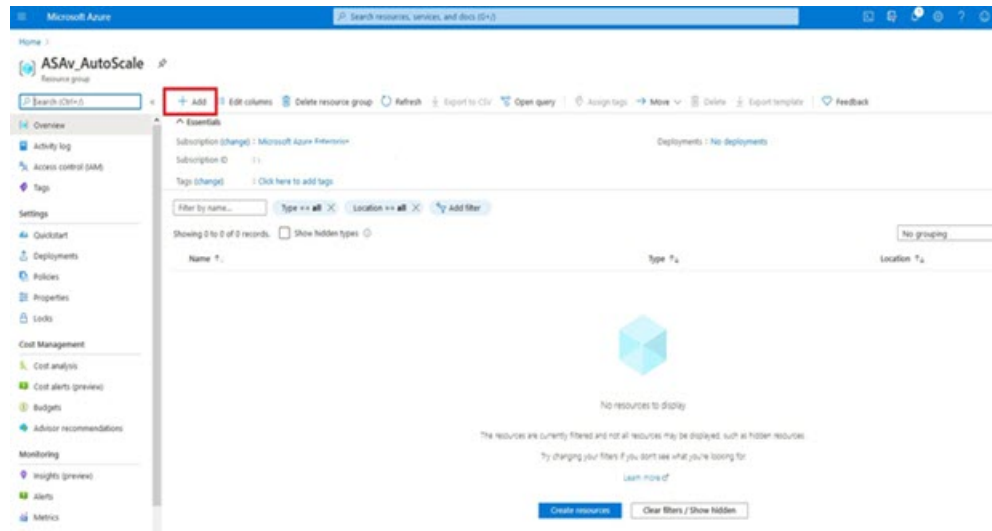 Microsoft Azure
Search resources, services, and docs (G+/)
Home >
ASAv_AutoScale
Resource group
Search (Ctrl+/)
Add
Edit columns
Delete resource group
Refresh
Export to CSV
Open query
Assign tags
Move
Delete
Export template
Feedback
Overview
Activity log
Access control (IAM)
Tags
Settings
Quickstart
Deployments
Policies
Properties
Locks
Cost Management
Cost analysis
Cost alerts (preview)
Budgets
Advisor recommendations
Monitoring
Insights (preview)
Alerts
Metrics
Essentials
Subscription (change) : Microsoft Azure Enterprise
Deployments : No deployments
Subscription ID :
Tags (change) : Click here to add tags
Filter by name...
Type == all
Location == all
Add filter
Showing 0 to 0 of 0 records.
Show hidden types
No grouping
Name
Type
Location
No resources to display
The resources are currently filtered and not all resources may be displayed, such as hidden resources.
Try changing your filters if you don't see what you're looking for.
Learn more
Create resources
Clear filters / Show hidden